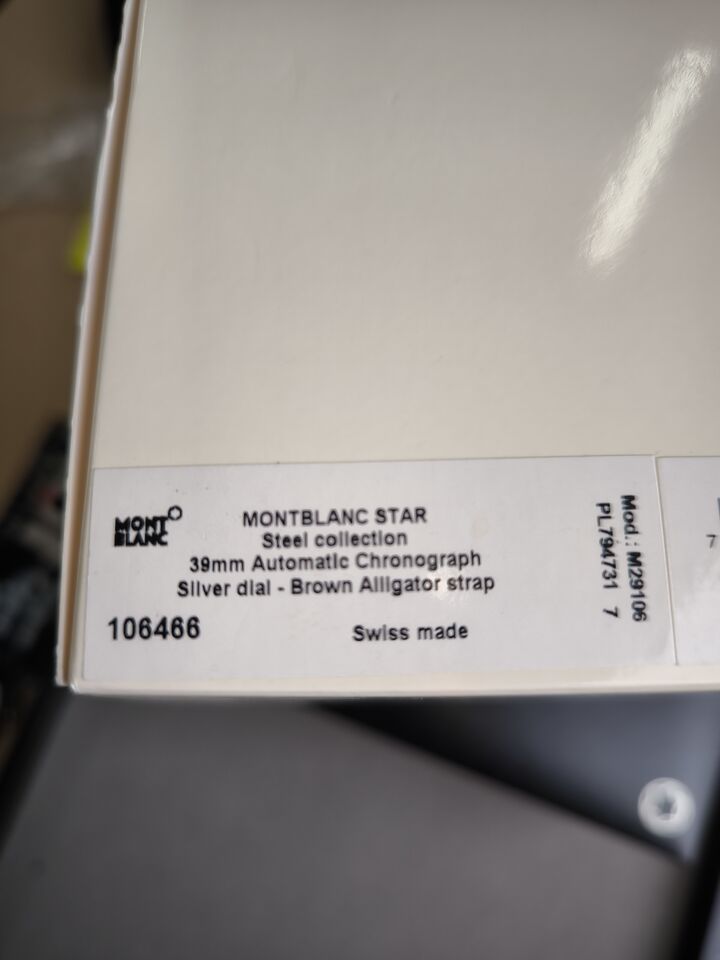 MONT
BLANC
MONTBLANC STAR
Steel collection
39mm Automatic Chronograph
Silver dial - Brown Alligator strap
106466
Swiss made
Mod.: M29106
PL794731 7
7